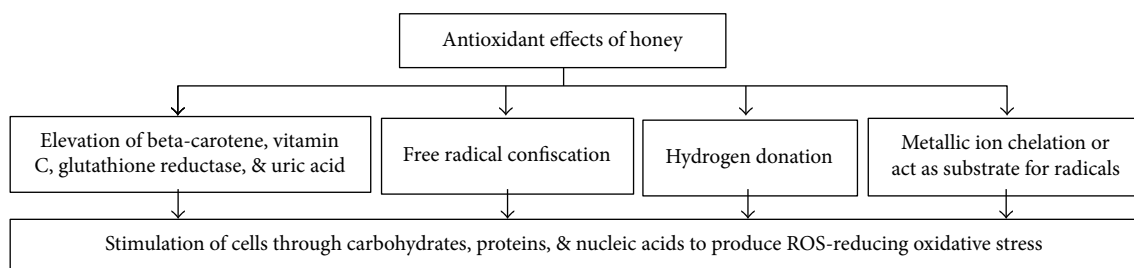 Antioxidant effects of honey
Elevation of beta-carotene, vitamin
C, glutathione reductase, & uric acid
Free radical confiscation
Hydrogen donation
Metallic ion chelation or
act as substrate for radicals
Stimulation of cells through carbohydrates, proteins, & nucleic acids to produce ROS-reducing oxidative stress